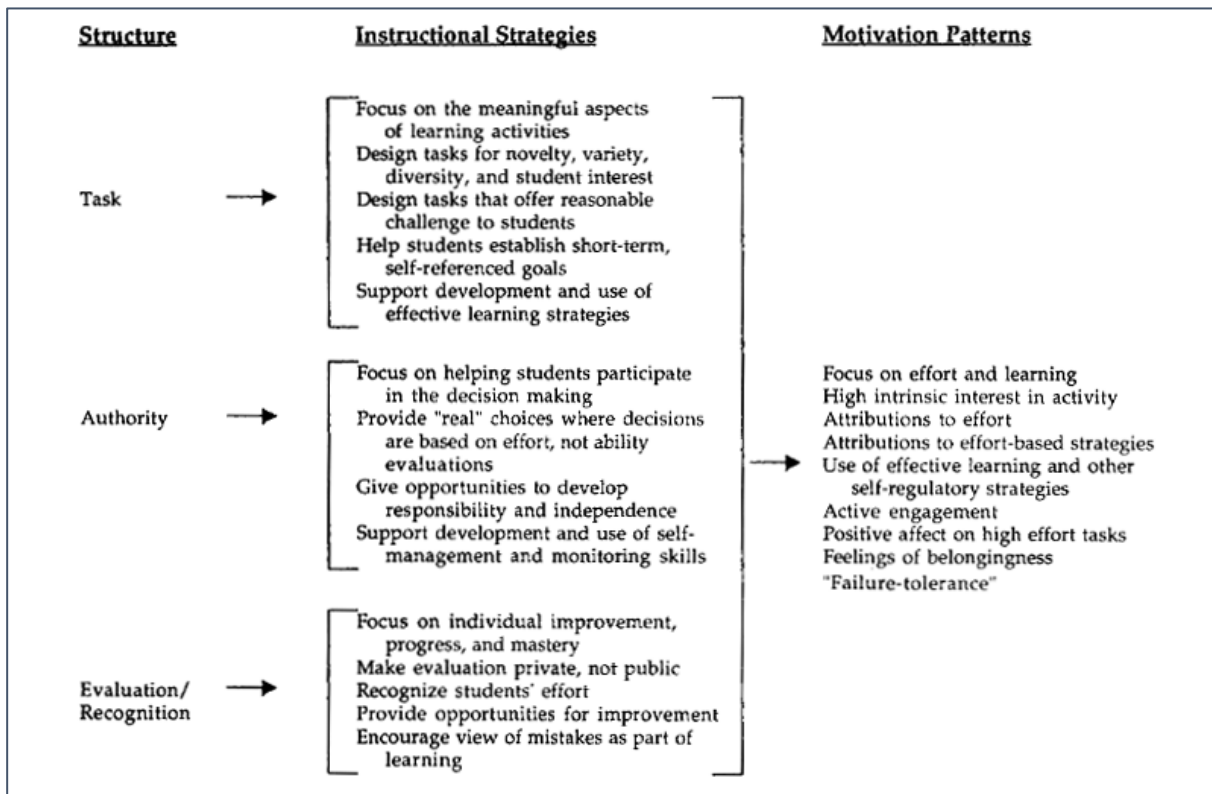 Structure
Instructional Strategies
Motivation Patterns
Task
Focus on the meaningful aspects
of learning activities
Design tasks for novelty, variety,
diversity, and student interest
Design tasks that offer reasonable
challenge to students
Help students establish short-term,
self-referenced goals
Support development and use of
effective learning strategies
Authority
Focus on helping students participate
in the decision making
Provide "real" choices where decisions
are based on effort, not ability
evaluations
Give opportunities to develop
responsibility and independence
Support development and use of self-
management and monitoring skills
Evaluation/
Recognition
Focus on individual improvement,
progress, and mastery
Make evaluation private, not public
Recognize students' effort
Provide opportunities for improvement
Encourage view of mistakes as part of
learning
Focus on effort and learning
High intrinsic interest in activity
Attributions to effort
Attributions to effort-based strategies
Use of effective learning and other
self-regulatory strategies
Active engagement
Positive affect on high effort tasks
Feelings of belongingness
"Failure-tolerance"